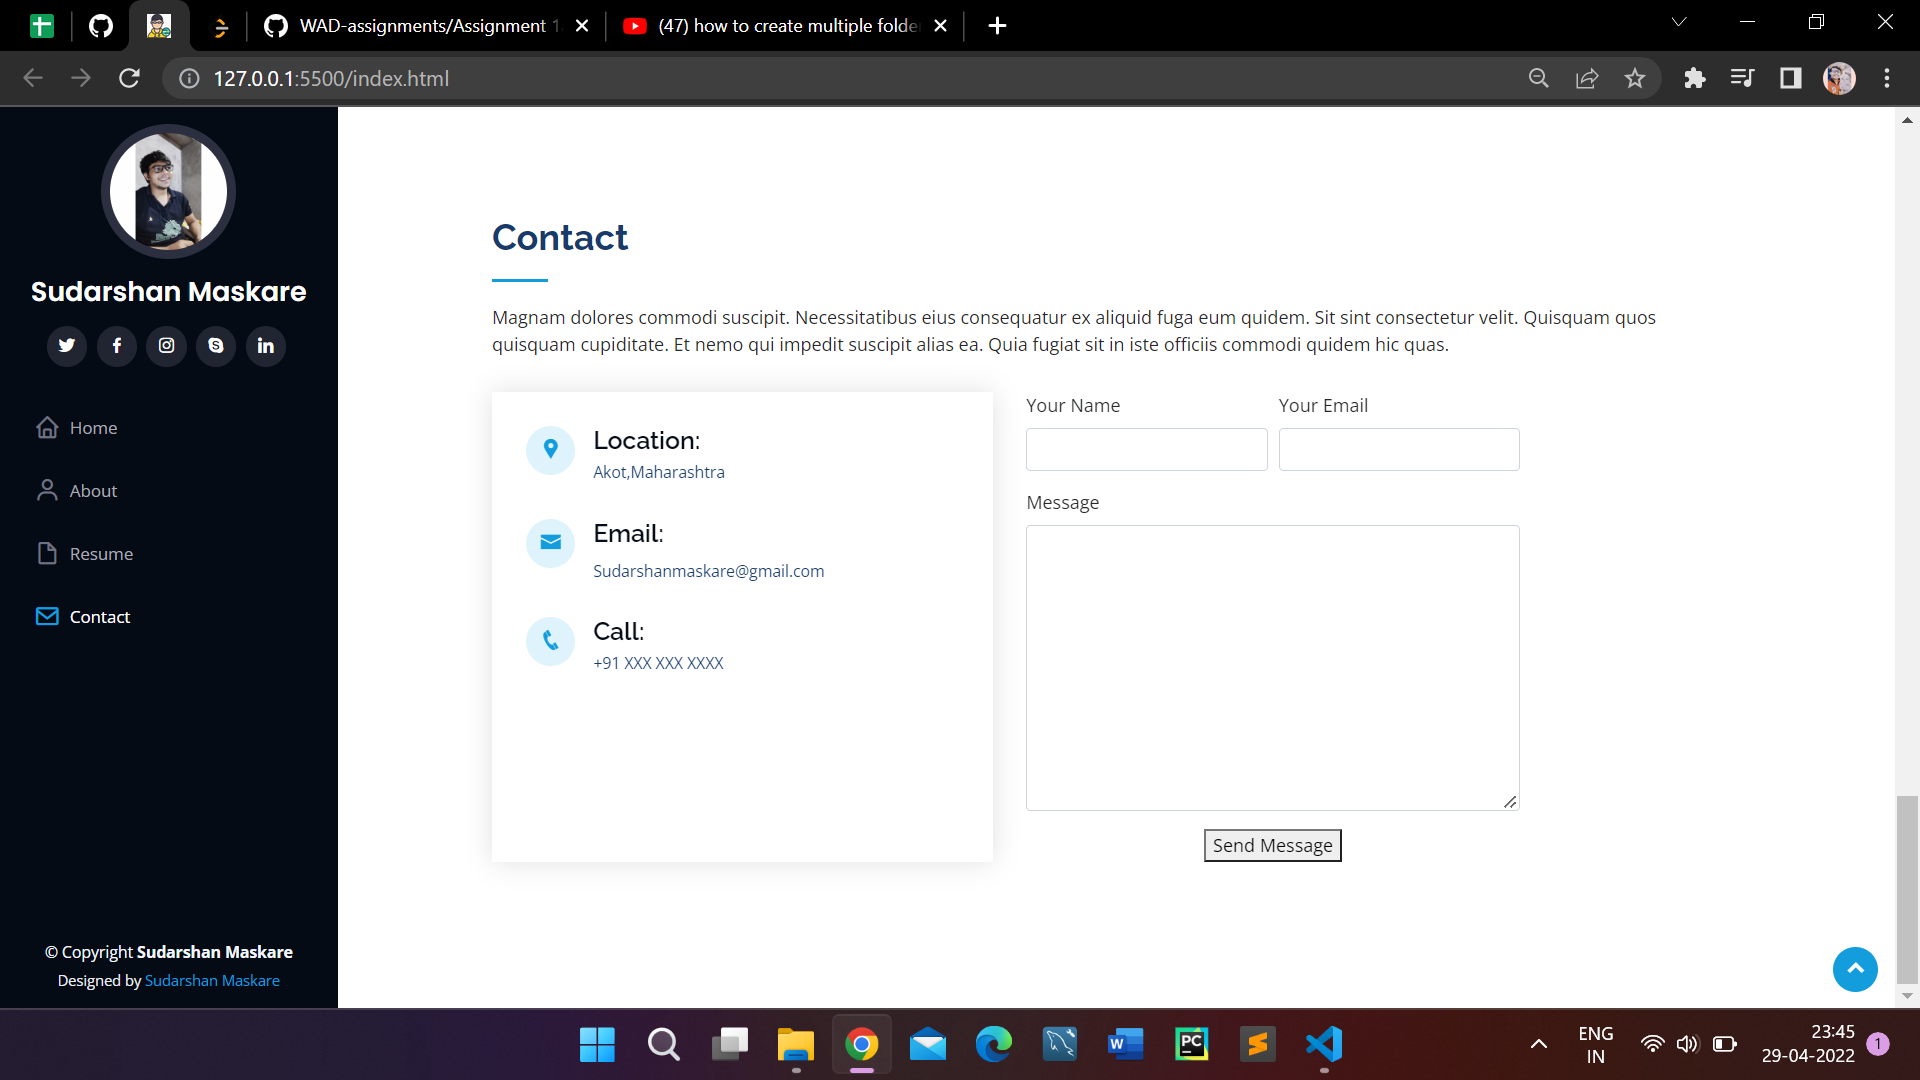 WAD-assignments/Assignment 1
(47) how to create multiple folde
127.0.0.1:5500/index.html
Sudarshan Maskare
Home
About
Resume
Contact
© Copyright Sudarshan Maskare
Designed by Sudarshan Maskare
Contact
Magnam dolores commodi suscipit. Necessitatibus eius consequatur ex aliquid fuga eum quidem. Sit sint consectetur velit. Quisquam quos
quisquam cupiditate. Et nemo qui impedit suscipit alias ea. Quia fugiat sit in iste officiis commodi quidem hic quas.
Location:
Akot,Maharashtra
Email:
Sudarshanmaskare@gmail.com
Call:
+91 XXX XXX XXXX
Your Name
Your Email
Message
Send Message
ENG
IN
23:45
29-04-2022
1